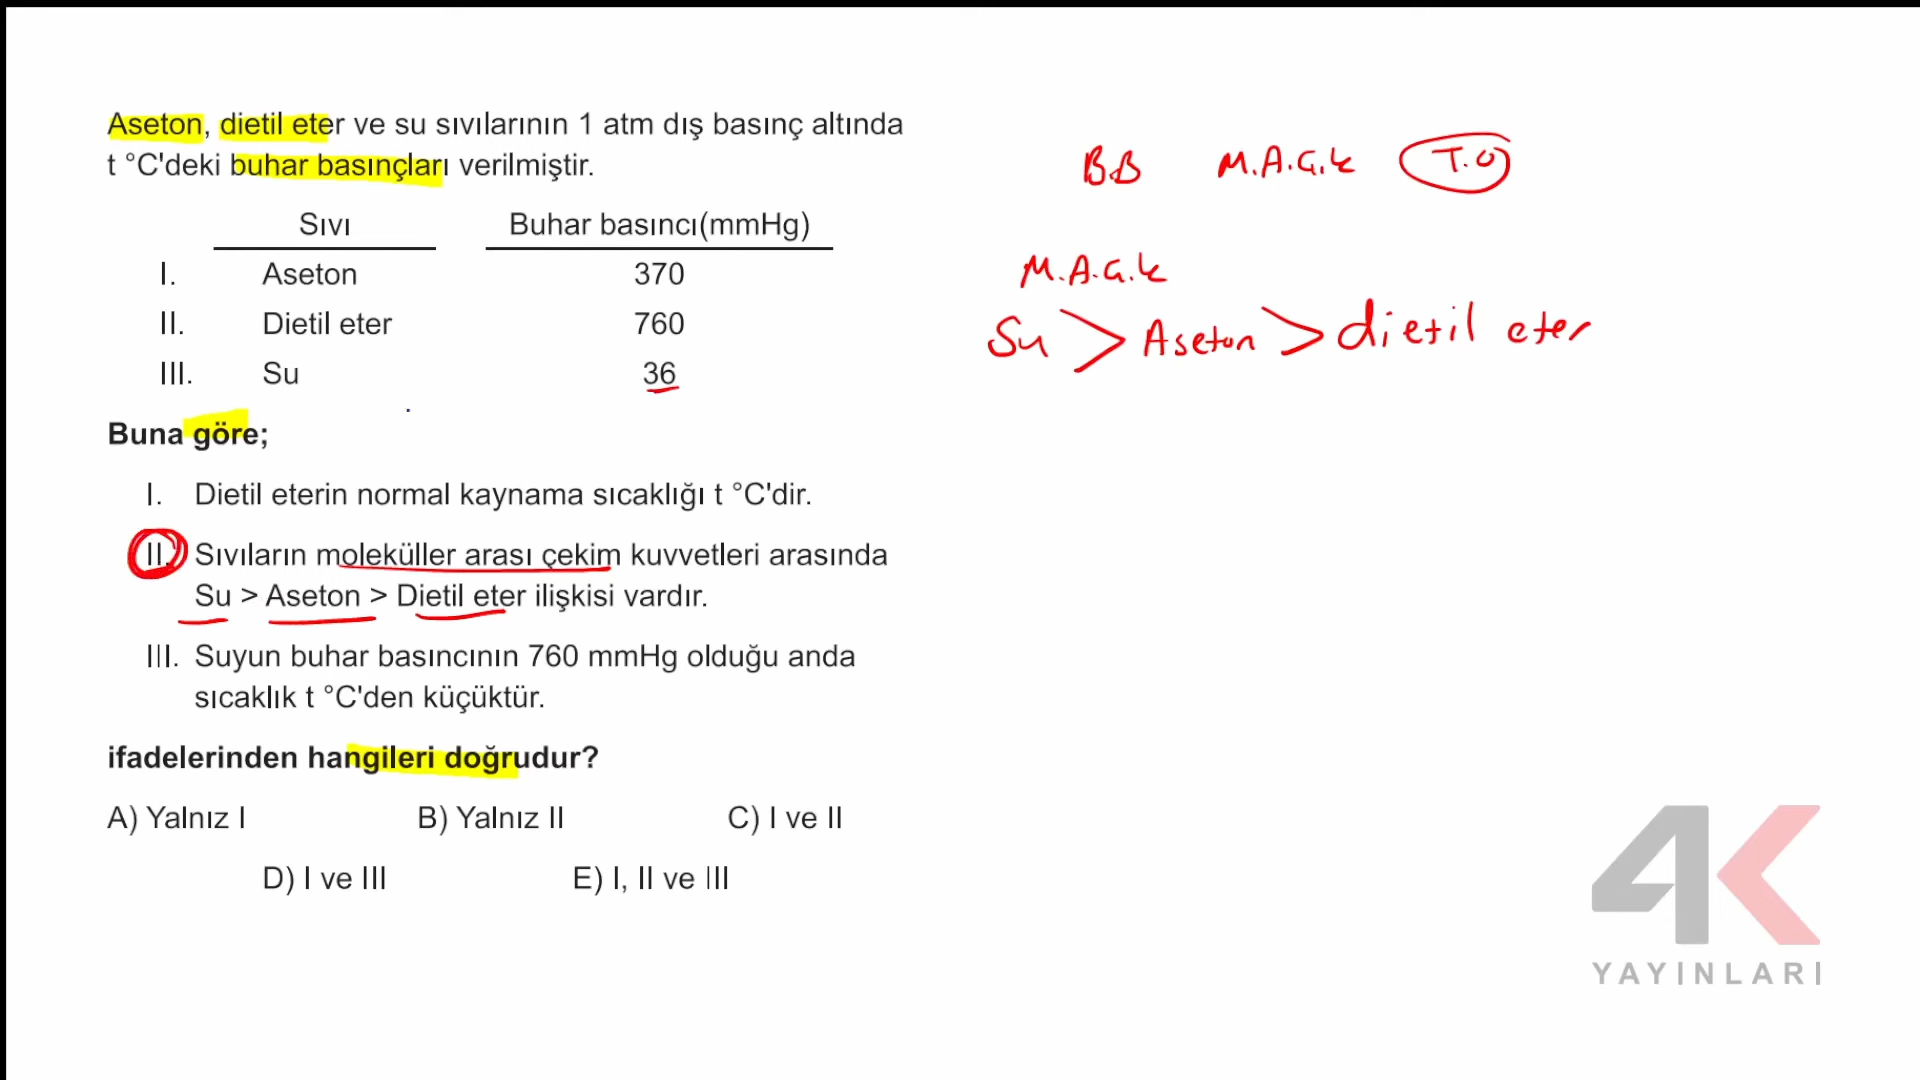 Aseton, dietil eter ve su sıvılarının 1 atm dış basınç altında
t °C'deki buhar basınçları verilmiştir.
Sıvı Buhar basıncı(mmHg)
I. Aseton 370
II. Dietil eter 760
III. Su 36
Buna göre;
I. Dietil eterin normal kaynama sıcaklığı t °C'dir.
II. Sıvıların moleküller arası çekim kuvvetleri arasında
Su > Aseton > Dietil eter ilişkisi vardır.
III. Suyun buhar basıncının 760 mmHg olduğu anda
sıcaklık t °C'den küçüktür.
ifadelerinden hangileri doğrudur?
A) Yalnız I B) Yalnız II C) I ve II
D) I ve III E) I, II ve III
B.B M.A.G.k T.O
M.A.G.k
Su > Aseton > dietil eter
4K
YAYINLARI